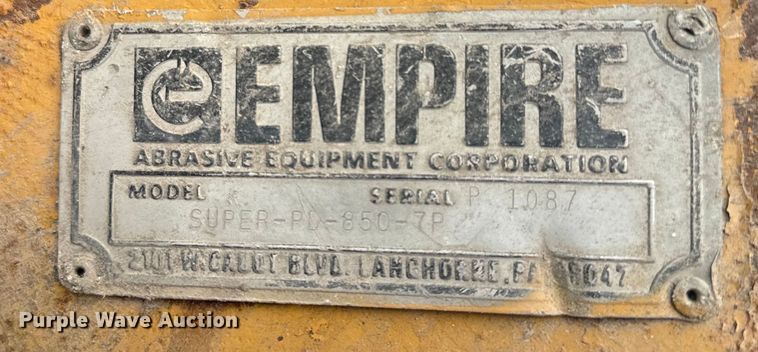 e EMPIRE
ABRASIVE EQUIPMENT CORPORATION
MODEL SERIAL P 1087
SUPER-PD-850-7P
2101 W. CABOT BLVD. LANGHORNE, PA 19047
Purple Wave Auction